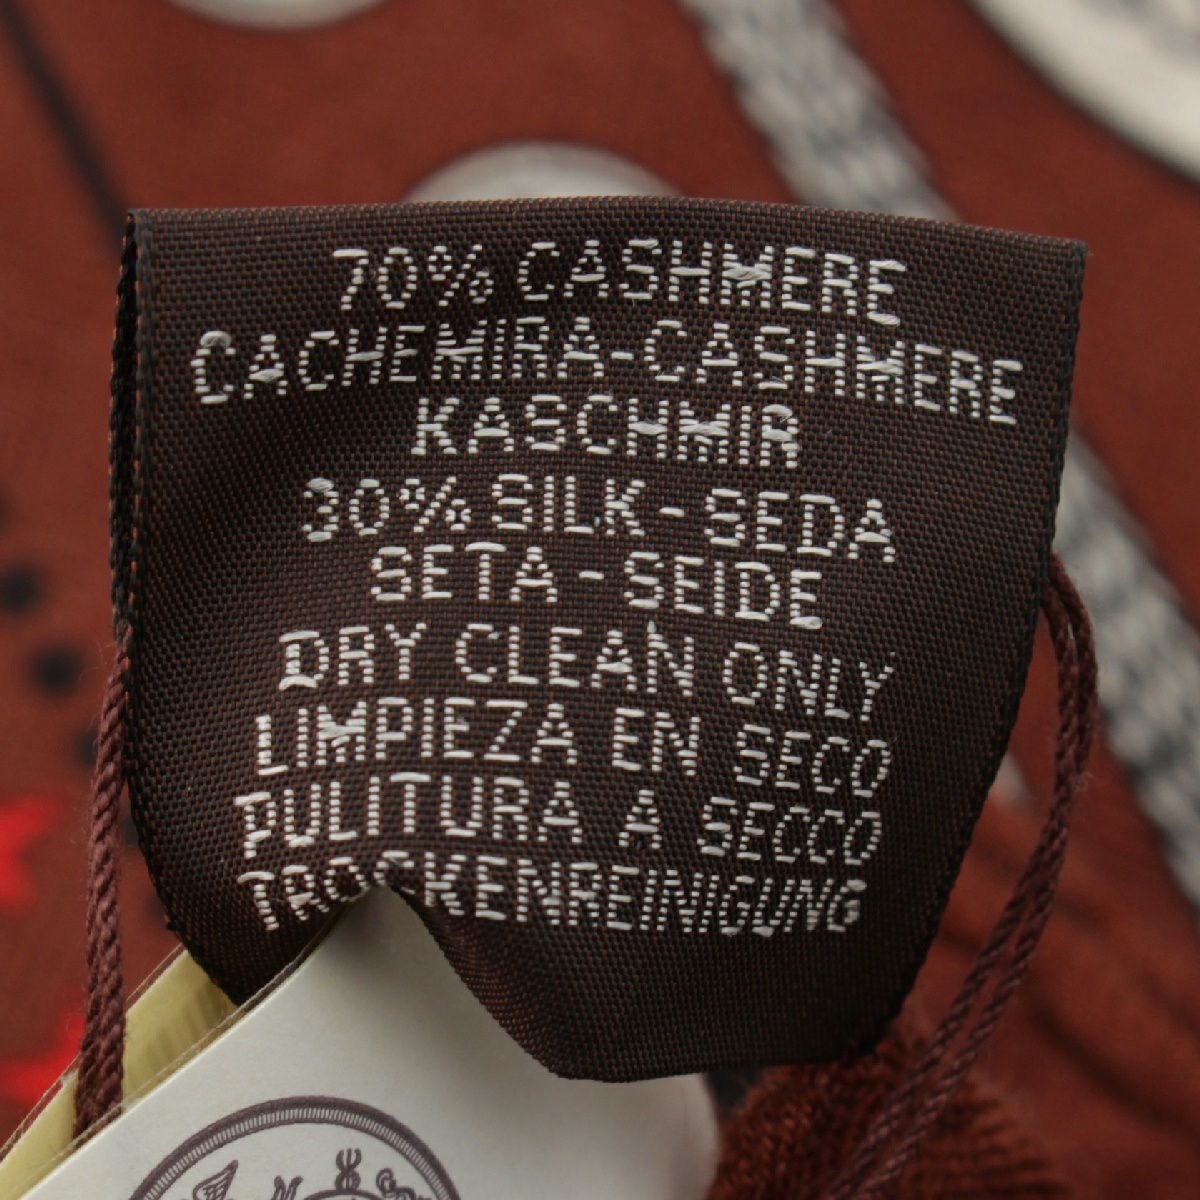 70% CASHMERE
CACHEMIRA-CASHMERE
KASCHMIR
30% SILK - SEDA
SETA - SEIDE
DRY CLEAN ONLY
LIMPIEZA EN SECO
PULITURA A SECCO
TROCKENREINIGUNG